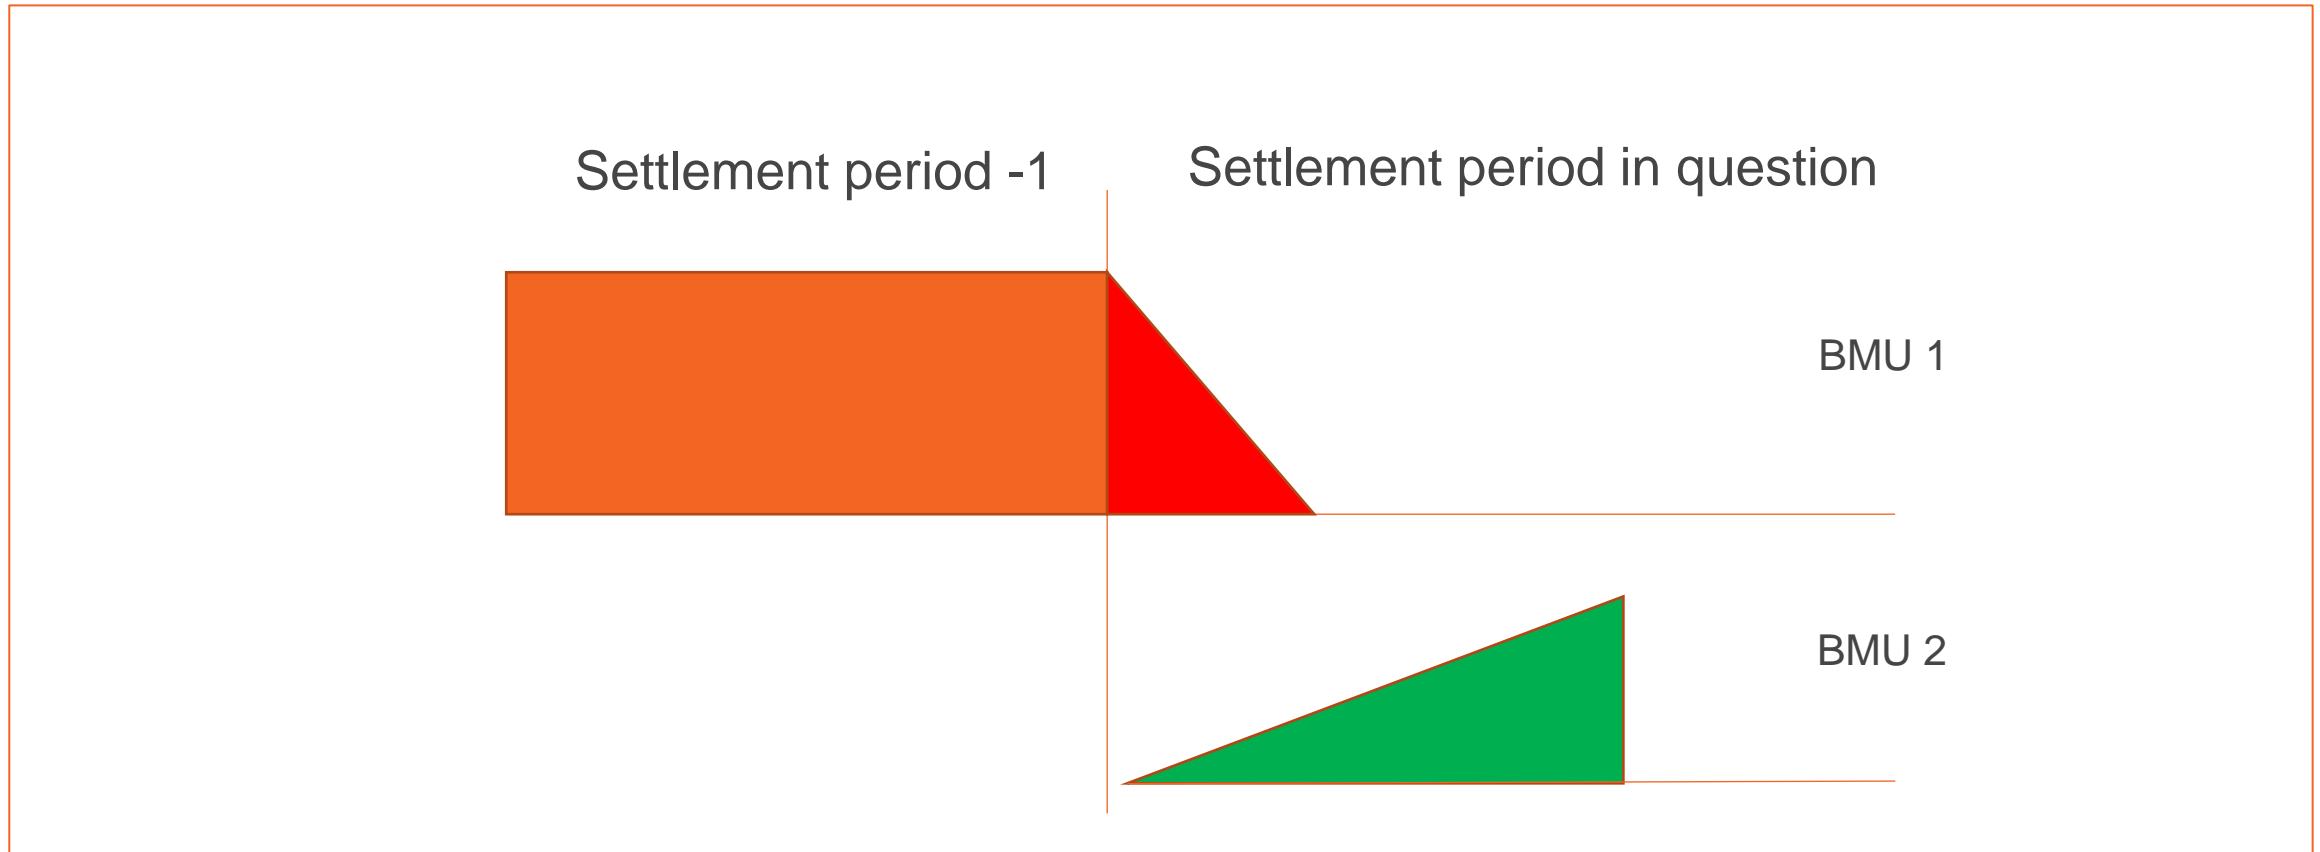 Settlement period -1
Settlement period in question
BMU 1
BMU 2